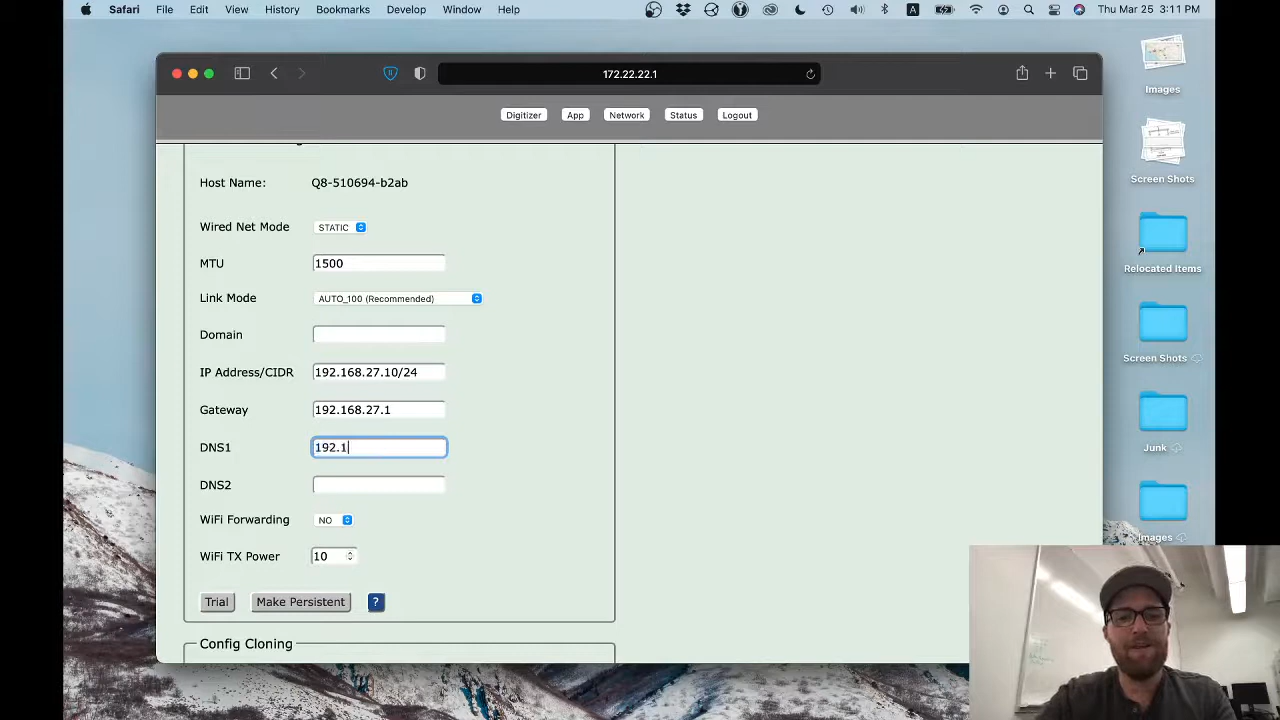 Safari File Edit View History Bookmarks Develop Window Help A Thu Mar 25 3:11 PM
172.22.22.1
Digitizer App Network Status Logout
Host Name: Q8-510694-b2ab
Wired Net Mode STATIC
MTU 1500
Link Mode AUTO_100 (Recommended)
Domain
IP Address/CIDR 192.168.27.10/24
Gateway 192.168.27.1
DNS1 192.1
DNS2
WiFi Forwarding NO
WiFi TX Power 10
Trial Make Persistent ?
Config Cloning
Images
Screen Shots
Relocated Items
Screen Shots
Junk
Images